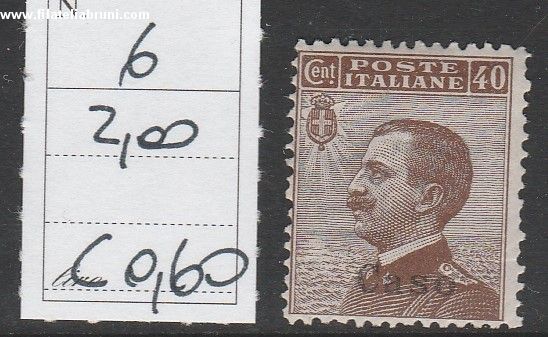 www.filateliabruni.com
6
2,00
€ 0,60
Cent. POSTE ITALIANE 40
Caso